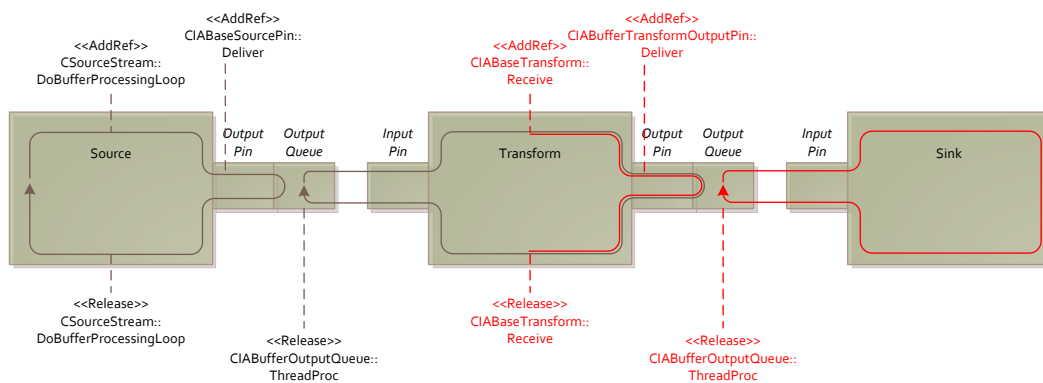 <<AddRef>>
CIABaseSourcePin::
Deliver
<<AddRef>>
CIABufferTransformOutputPin::
Deliver
<<AddRef>>
CSourceStream::
DoBufferProcessingLoop
<<AddRef>>
CIABaseTransform::
Receive
Source
Output
Pin
Output
Queue
Input
Pin
Transform
Output
Pin
Output
Queue
Input
Pin
Sink
<<Release>>
CSourceStream::
DoBufferProcessingLoop
<<Release>>
CIABufferOutputQueue::
ThreadProc
<<Release>>
CIABaseTransform::
Receive
<<Release>>
CIABufferOutputQueue::
ThreadProc